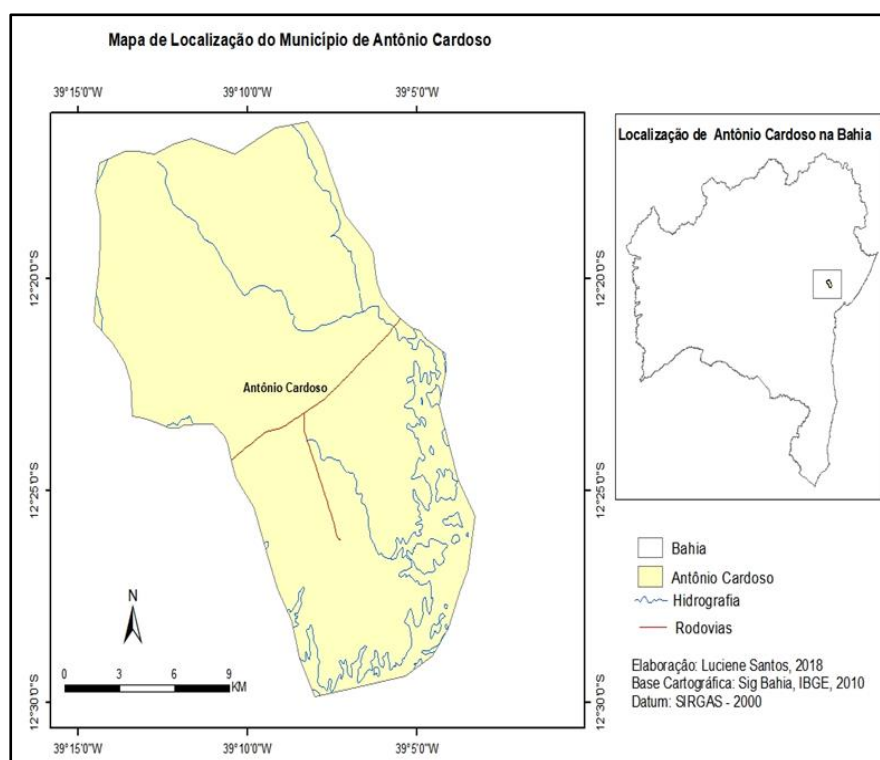 Mapa de Localização do Município de Antônio Cardoso
39°15'0"W 39°10'0"W 39°5'0"W
12°20'0"S
12°25'0"S
12°30'0"S
Antônio Cardoso
N
0 3 6 9
KM
12°20'0"S
12°25'0"S
12°30'0"S
39°15'0"W 39°10'0"W 39°5'0"W
Localização de Antônio Cardoso na Bahia
Bahia
Antônio Cardoso
Hidrografia
Rodovias
Elaboração: Luciene Santos, 2018
Base Cartográfica: Sig Bahia, IBGE, 2010
Datum: SIRGAS - 2000